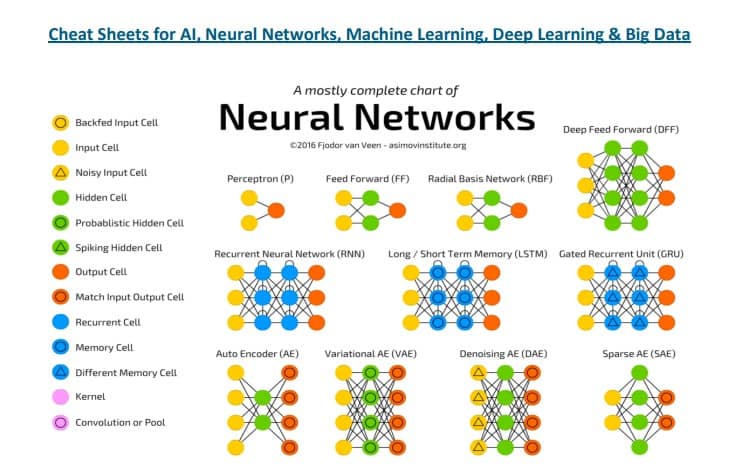 Cheat Sheets for AI, Neural Networks, Machine Learning, Deep Learning & Big Data
A mostly complete chart of
Neural Networks
©2016 Fjodor van Veen - asimovinstitute.org
Backfed Input Cell
Input Cell
Noisy Input Cell
Hidden Cell
Probablistic Hidden Cell
Spiking Hidden Cell
Output Cell
Match Input Output Cell
Recurrent Cell
Memory Cell
Different Memory Cell
Kernel
Convolution or Pool
Deep Feed Forward (DFF)
Perceptron (P)
Feed Forward (FF)
Radial Basis Network (RBF)
Recurrent Neural Network (RNN)
Long / Short Term Memory (LSTM)
Gated Recurrent Unit (GRU)
Auto Encoder (AE)
Variational AE (VAE)
Denoising AE (DAE)
Sparse AE (SAE)